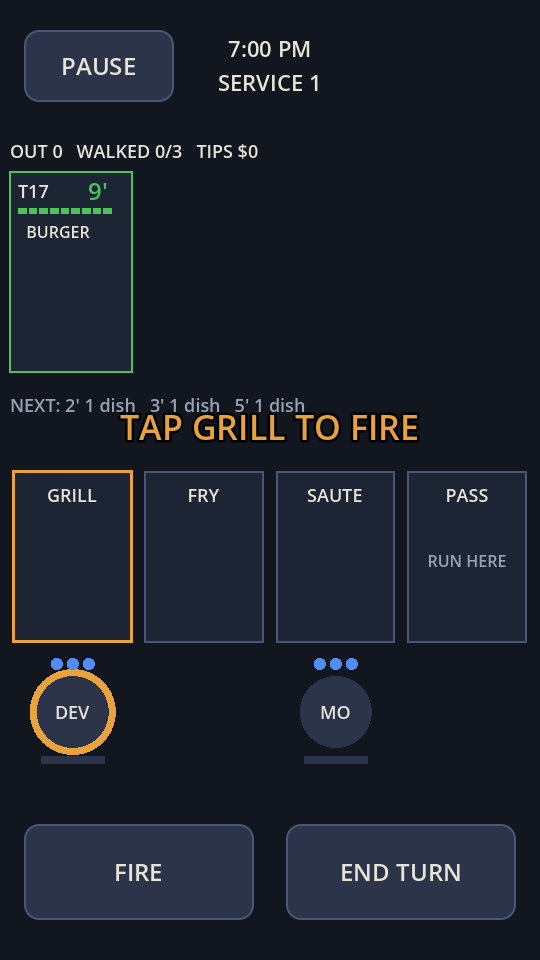 PAUSE
7:00 PM
SERVICE 1
OUT 0 WALKED 0/3 TIPS $0
T17 9'
BURGER
NEXT: 2' 1 dish 3' 1 dish 5' 1 dish
TAP GRILL TO FIRE
GRILL FRY SAUTE PASS
RUN HERE
DEV MO
FIRE END TURN